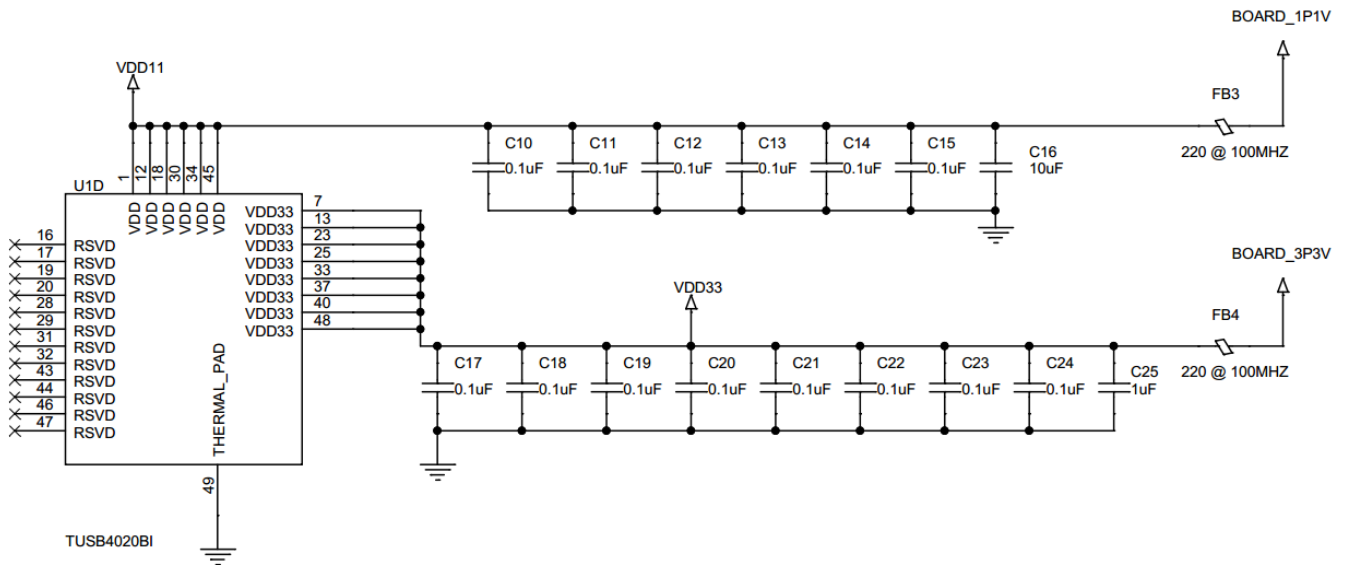 BOARD_1P1V
VDD11
FB3
220 @ 100MHZ
C10
0.1uF
C11
0.1uF
C12
0.1uF
C13
0.1uF
C14
0.1uF
C15
0.1uF
C16
10uF
U1D
1
12
18
30
34
45
VDD
VDD
VDD
VDD
VDD
VDD
7
VDD33
13
VDD33
23
VDD33
25
VDD33
33
VDD33
37
VDD33
40
VDD33
48
VDD33
16
RSVD
17
RSVD
19
RSVD
20
RSVD
28
RSVD
29
RSVD
31
RSVD
32
RSVD
43
RSVD
44
RSVD
46
RSVD
47
RSVD
THERMAL_PAD
49
TUSB4020BI
BOARD_3P3V
VDD33
FB4
220 @ 100MHZ
C17
0.1uF
C18
0.1uF
C19
0.1uF
C20
0.1uF
C21
0.1uF
C22
0.1uF
C23
0.1uF
C24
0.1uF
C25
1uF